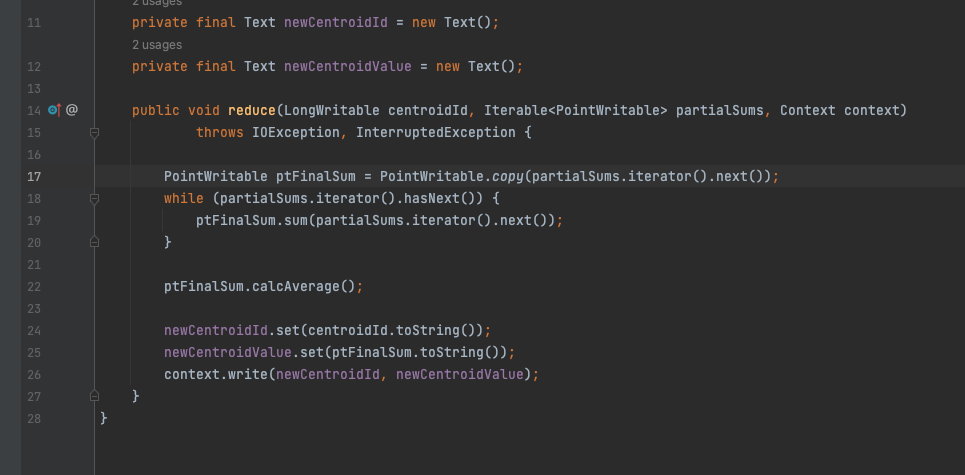 2 usages
11 private final Text newCentroidId = new Text();
2 usages
12 private final Text newCentroidValue = new Text();
13
14 @ public void reduce(LongWritable centroidId, Iterable<PointWritable> partialSums, Context context)
15 throws IOException, InterruptedException {
16
17 PointWritable ptFinalSum = PointWritable.copy(partialSums.iterator().next());
18 while (partialSums.iterator().hasNext()) {
19 ptFinalSum.sum(partialSums.iterator().next());
20 }
21
22 ptFinalSum.calcAverage();
23
24 newCentroidId.set(centroidId.toString());
25 newCentroidValue.set(ptFinalSum.toString());
26 context.write(newCentroidId, newCentroidValue);
27 }
28 }